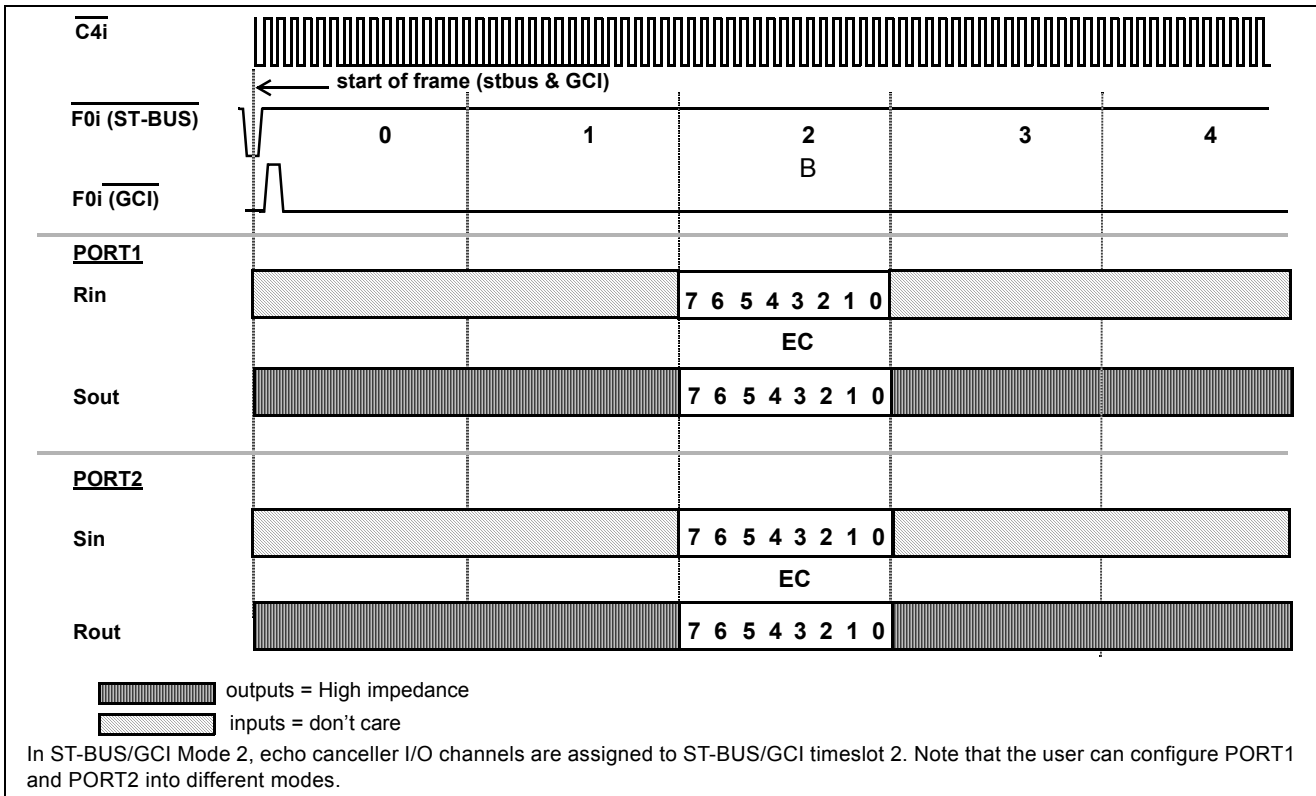 C4i
start of frame (stbus & GCI)
F0i (ST-BUS)
0 1 2 3 4
B
F0i (GCI)
PORT1
Rin
7 6 5 4 3 2 1 0
EC
Sout
7 6 5 4 3 2 1 0
PORT2
Sin
7 6 5 4 3 2 1 0
EC
Rout
7 6 5 4 3 2 1 0
outputs = High impedance
inputs = don't care
In ST-BUS/GCI Mode 2, echo canceller I/O channels are assigned to ST-BUS/GCI timeslot 2. Note that the user can configure PORT1
and PORT2 into different modes.